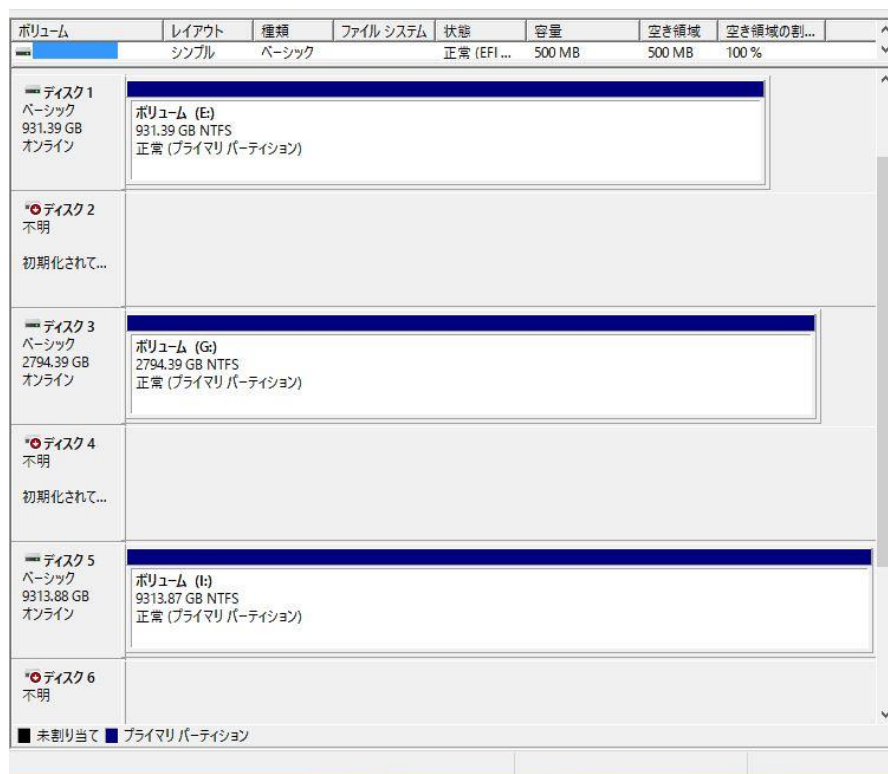 ボリューム レイアウト 種類 ファイル システム 状態 容量 空き領域 空き領域の割...
シンプル ベーシック 正常 (EFI ... 500 MB 500 MB 100 %
ディスク 1
ベーシック
931.39 GB
オンライン
ボリューム (E:)
931.39 GB NTFS
正常 (プライマリ パーティション)
ディスク 2
不明
初期化されて...
ディスク 3
ベーシック
2794.39 GB
オンライン
ボリューム (G:)
2794.39 GB NTFS
正常 (プライマリ パーティション)
ディスク 4
不明
初期化されて...
ディスク 5
ベーシック
9313.88 GB
オンライン
ボリューム (I:)
9313.87 GB NTFS
正常 (プライマリ パーティション)
ディスク 6
不明
未割り当て プライマリ パーティション